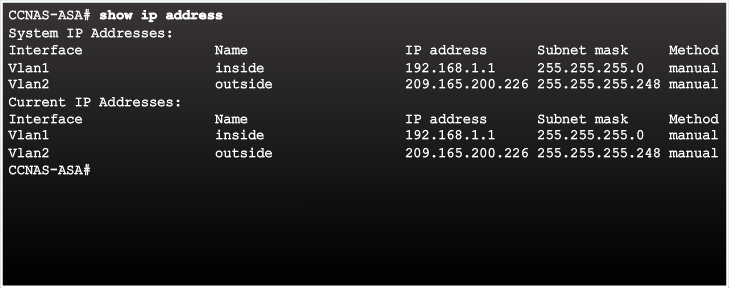 CCNAS-ASA# show ip address
System IP Addresses:
Interface Name IP address Subnet mask Method
Vlan1 inside 192.168.1.1 255.255.255.0 manual
Vlan2 outside 209.165.200.226 255.255.255.248 manual
Current IP Addresses:
Interface Name IP address Subnet mask Method
Vlan1 inside 192.168.1.1 255.255.255.0 manual
Vlan2 outside 209.165.200.226 255.255.255.248 manual
CCNAS-ASA#